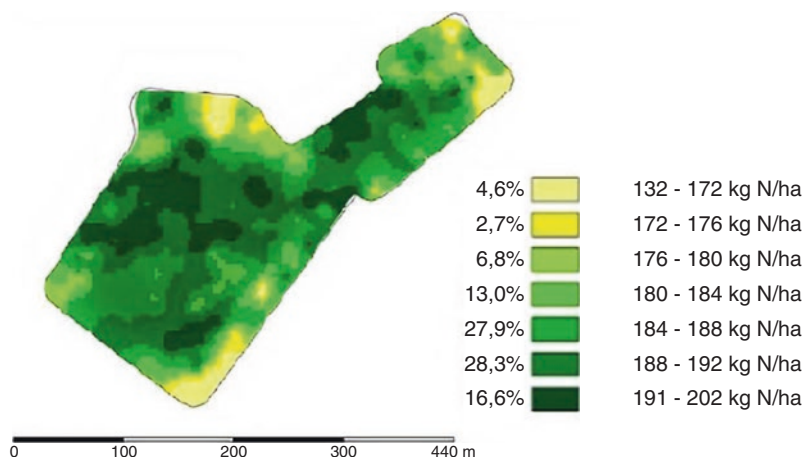 4,6% 132 - 172 kg N/ha
2,7% 172 - 176 kg N/ha
6,8% 176 - 180 kg N/ha
13,0% 180 - 184 kg N/ha
27,9% 184 - 188 kg N/ha
28,3% 188 - 192 kg N/ha
16,6% 191 - 202 kg N/ha
0 100 200 300 440 m